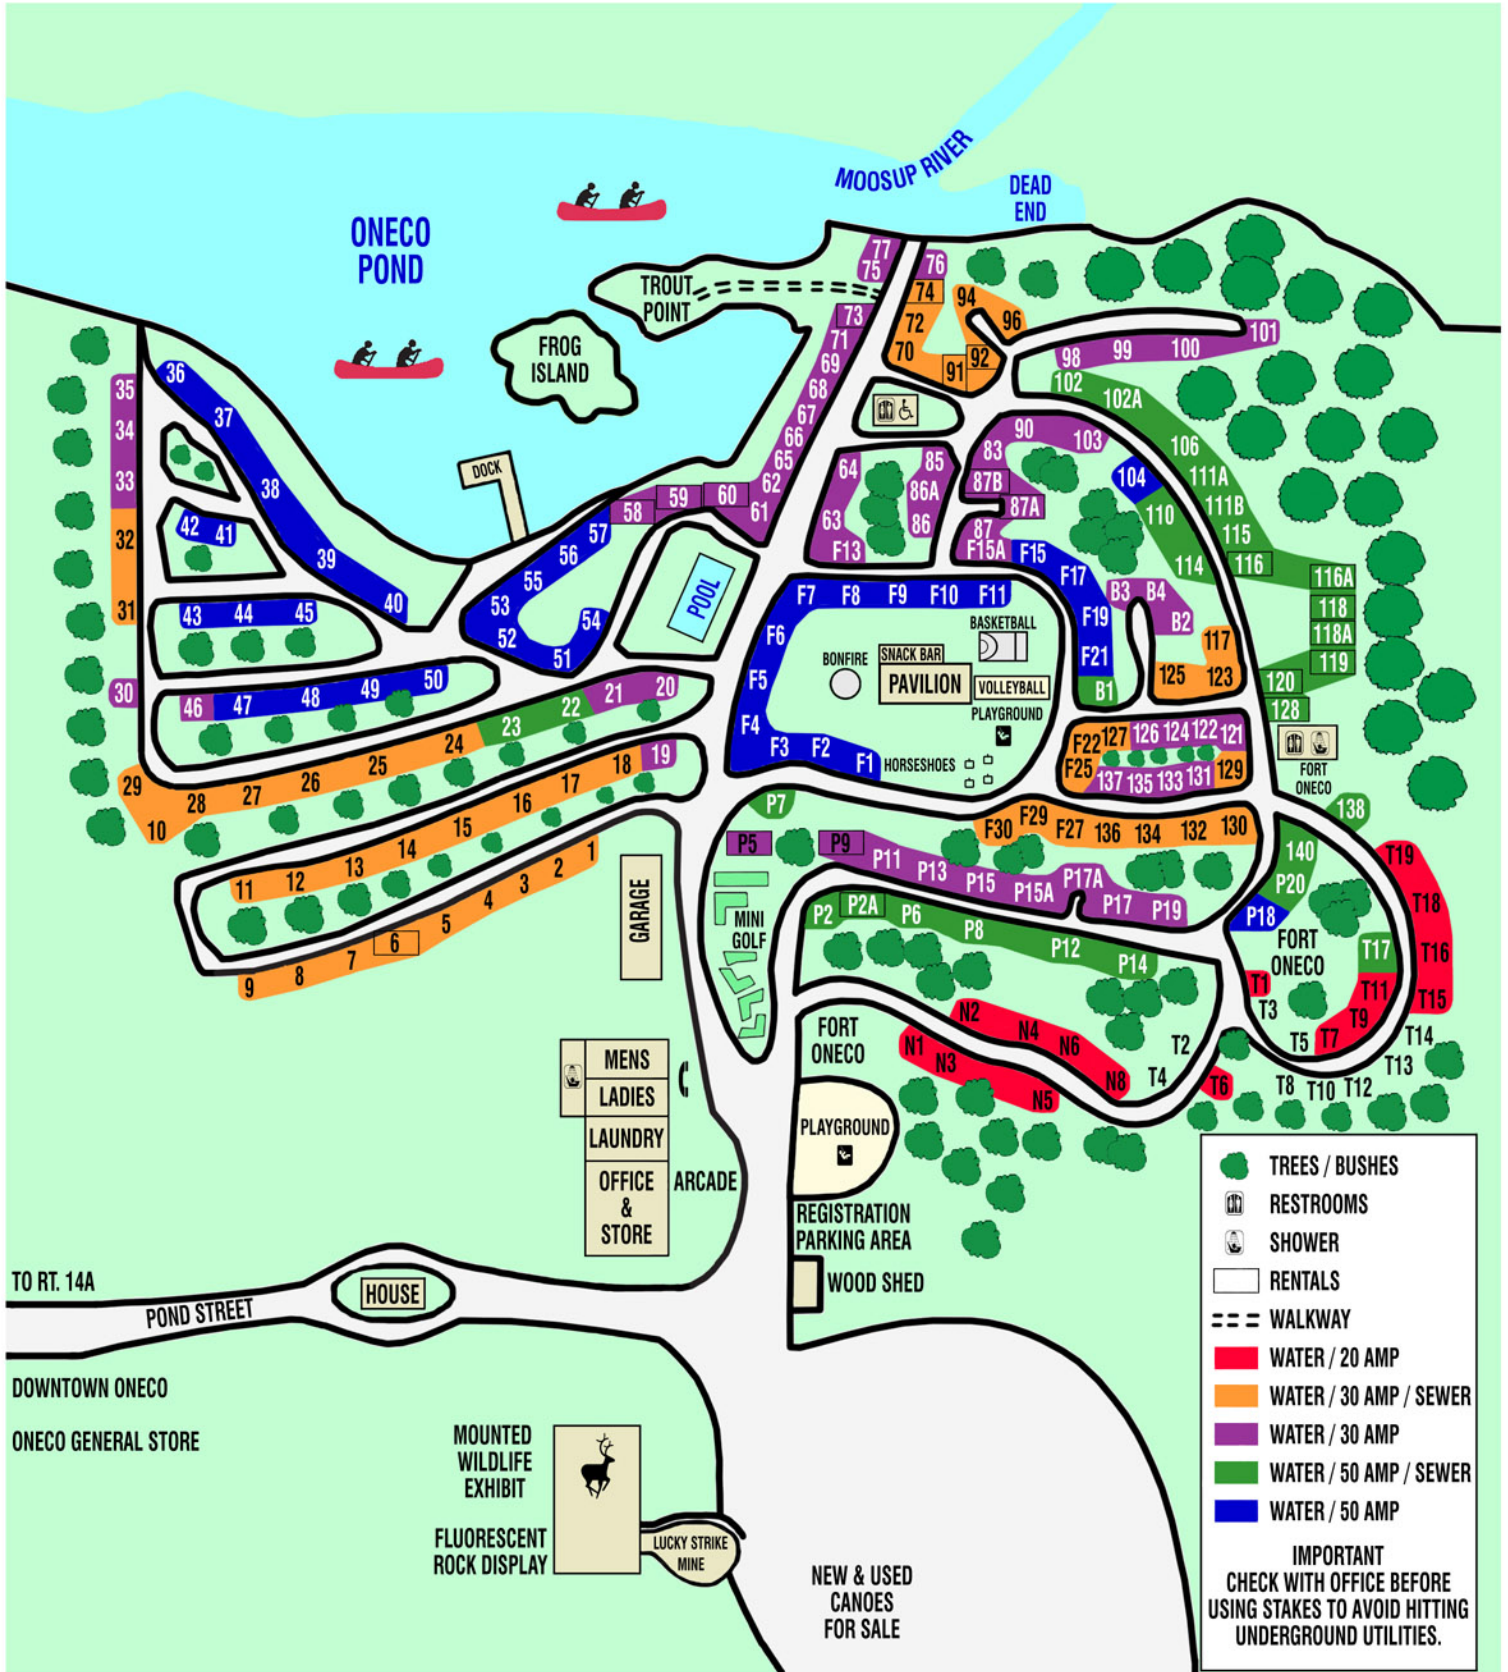 MOOSUP RIVER
DEAD
END
ONECO
POND
TROUT
POINT
FROG
ISLAND
DOCK
POOL
77
75
76
74
73
72
71
70
69
68
67
66
65
62
61
60
59
58
57
56
55
54
53
52
51
94
96
92
91
98
99
100
101
102
102A
106
111A
111B
115
116
116A
118
118A
119
120
128
90
103
83
87B
87A
87
F15A
F15
F17
F19
F21
B1
104
110
114
B3
B4
B2
117
125
123
64
63
F13
85
86A
86
36
37
38
39
40
35
34
33
32
31
30
42
41
43
44
45
46
47
48
49
50
29
28
27
26
25
24
23
22
21
20
10
11
12
13
14
15
16
17
18
19
9
8
7
6
5
4
3
2
1
F7
F8
F9
F10
F11
F6
F5
F4
F3
F2
F1
BASKETBALL
BONFIRE
SNACK BAR
PAVILION
VOLLEYBALL
PLAYGROUND
HORSESHOES
F22
127
126
124
122
121
F25
137
135
133
131
129
FORT
ONECO
F30
F29
F27
136
134
132
130
138
140
P20
P18
P7
P5
P9
P11
P13
P15
P15A
P17A
P17
P19
P2
P2A
P6
P8
P12
P14
MINI
GOLF
GARAGE
FORT
ONECO
T19
T18
T16
T15
T17
T11
T9
T7
T1
T3
T5
T14
T13
T12
T10
T8
T6
T2
T4
N2
N4
N6
N8
N1
N3
N5
FORT
ONECO
PLAYGROUND
MENS
LADIES
LAUNDRY
OFFICE
&
STORE
ARCADE
REGISTRATION
PARKING AREA
WOOD SHED
TO RT. 14A
POND STREET
HOUSE
DOWNTOWN ONECO
ONECO GENERAL STORE
MOUNTED
WILDLIFE
EXHIBIT
FLUORESCENT
ROCK DISPLAY
LUCKY STRIKE
MINE
NEW & USED
CANOES
FOR SALE
TREES / BUSHES
RESTROOMS
SHOWER
RENTALS
WALKWAY
WATER / 20 AMP
WATER / 30 AMP / SEWER
WATER / 30 AMP
WATER / 50 AMP / SEWER
WATER / 50 AMP
IMPORTANT
CHECK WITH OFFICE BEFORE
USING STAKES TO AVOID HITTING
UNDERGROUND UTILITIES.